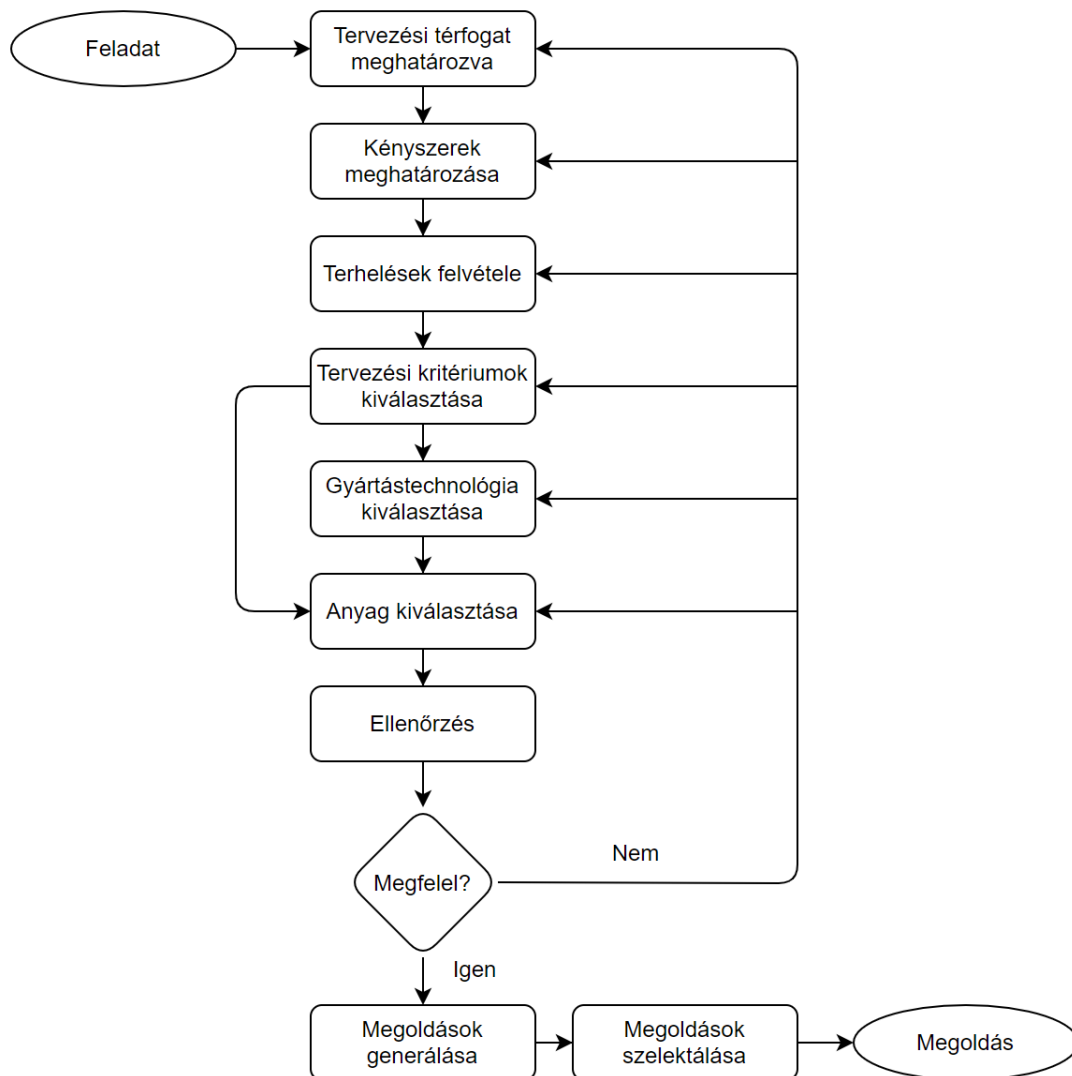 Feladat
Tervezési térfogat
meghatározva
Kényszerek
meghatározása
Terhelések felvétele
Tervezési kritériumok
kiválasztása
Gyártástechnológia
kiválasztása
Anyag kiválasztása
Ellenőrzés
Megfelel?
Nem
Igen
Megoldások
generálása
Megoldások
szelektálása
Megoldás